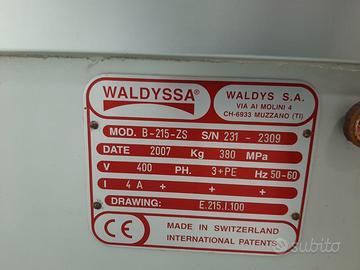 WALDYSSA®
WALDYS S.A.
VIA AI MOLINI 4
CH-6933 MUZZANO (TI)
MOD. B-215-ZS S/N 231 - 2309
DATE 2007 Kg 380 MPa
V 400 PH. 3+PE Hz 50-60
I 4 A + + +
DRAWING: E.215.I.100
CE
MADE IN SWITZERLAND
INTERNATIONAL PATENTS
subito